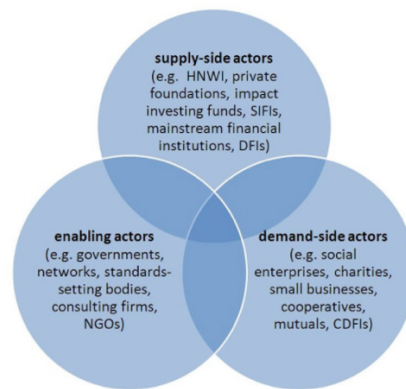 supply-side actors
(e.g. HNWI, private
foundations, impact
investing funds, SIFIs,
mainstream financial
institutions, DFIs)
enabling actors
(e.g. governments,
networks, standards-
setting bodies,
consulting firms,
NGOs)
demand-side actors
(e.g. social
enterprises, charities,
small businesses,
cooperatives,
mutuals, CDFIs)